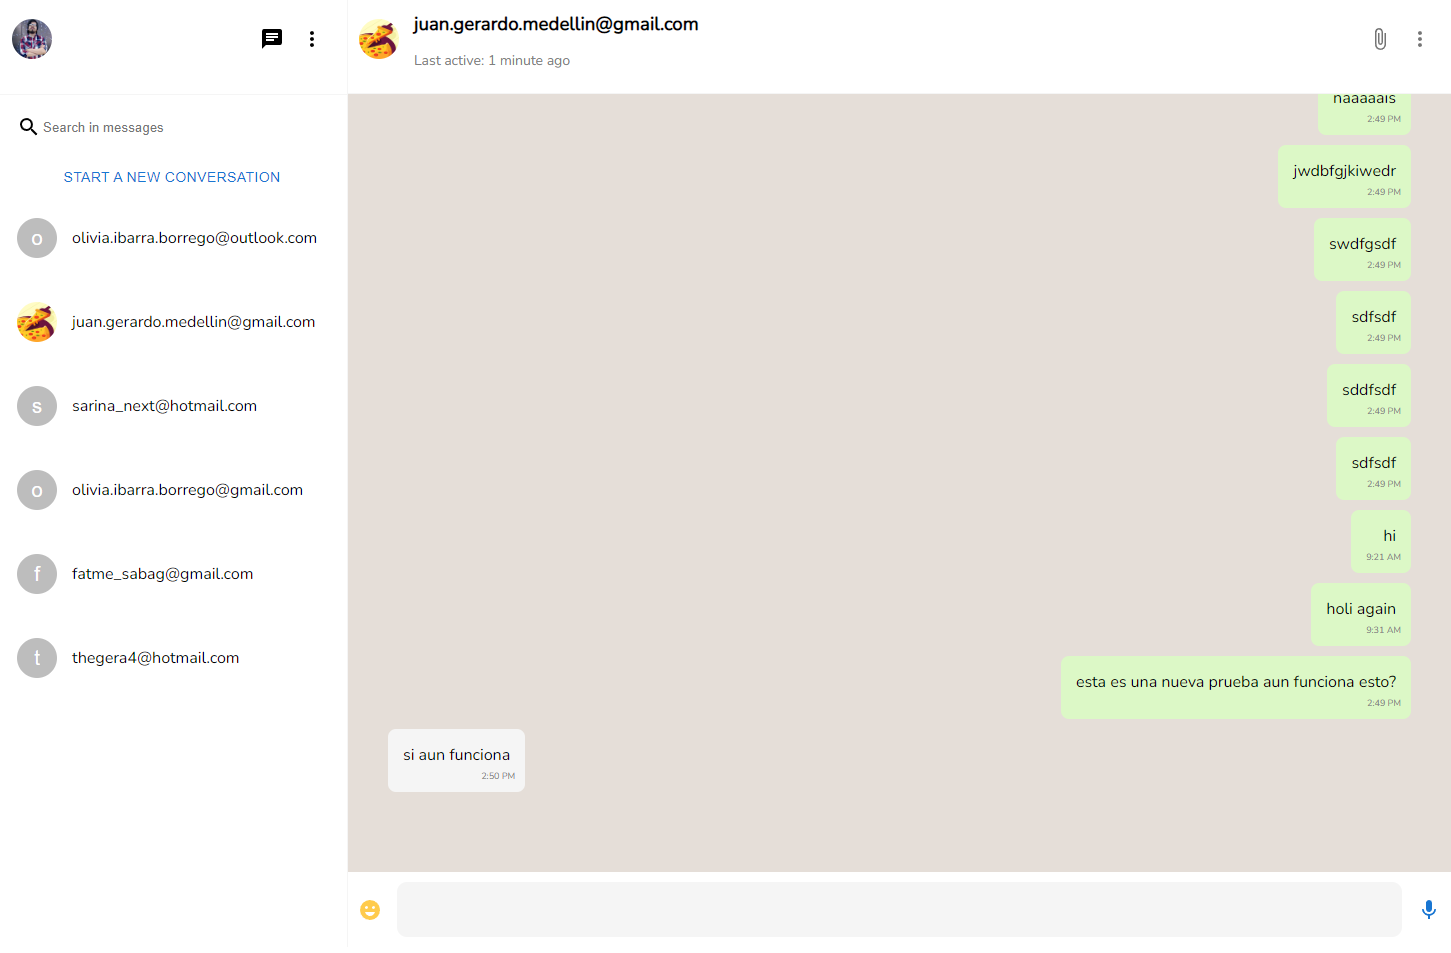 Search in messages
START A NEW CONVERSATION
o
olivia.ibarra.borrego@outlook.com
juan.gerardo.medellin@gmail.com
s
sarina_next@hotmail.com
o
olivia.ibarra.borrego@gmail.com
f
fatme_sabag@gmail.com
t
thegera4@hotmail.com
juan.gerardo.medellin@gmail.com
Last active: 1 minute ago
naaaaais
2:49 PM
jwdbfgjkiwedr
2:49 PM
swdfgsdf
2:49 PM
sdfsdf
2:49 PM
sddfsdf
2:49 PM
sdfsdf
2:49 PM
hi
9:21 AM
holi again
9:31 AM
esta es una nueva prueba aun funciona esto?
2:49 PM
si aun funciona
2:50 PM